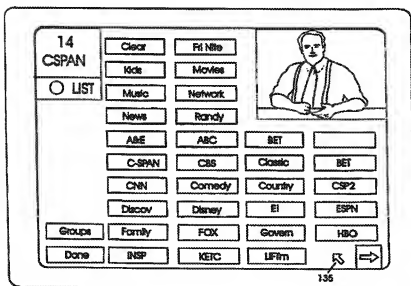 14
CSPAN
LIST
Clear Fri Nite
Kids Movies
Music Network
News Randy
A&E ABC BET
C-SPAN CBS Classic BET
CNN Comedy Country CSP2
Discov Disney E! ESPN
Groups Family FOX Govern HBO
Done INSP KETC LIFtm
135